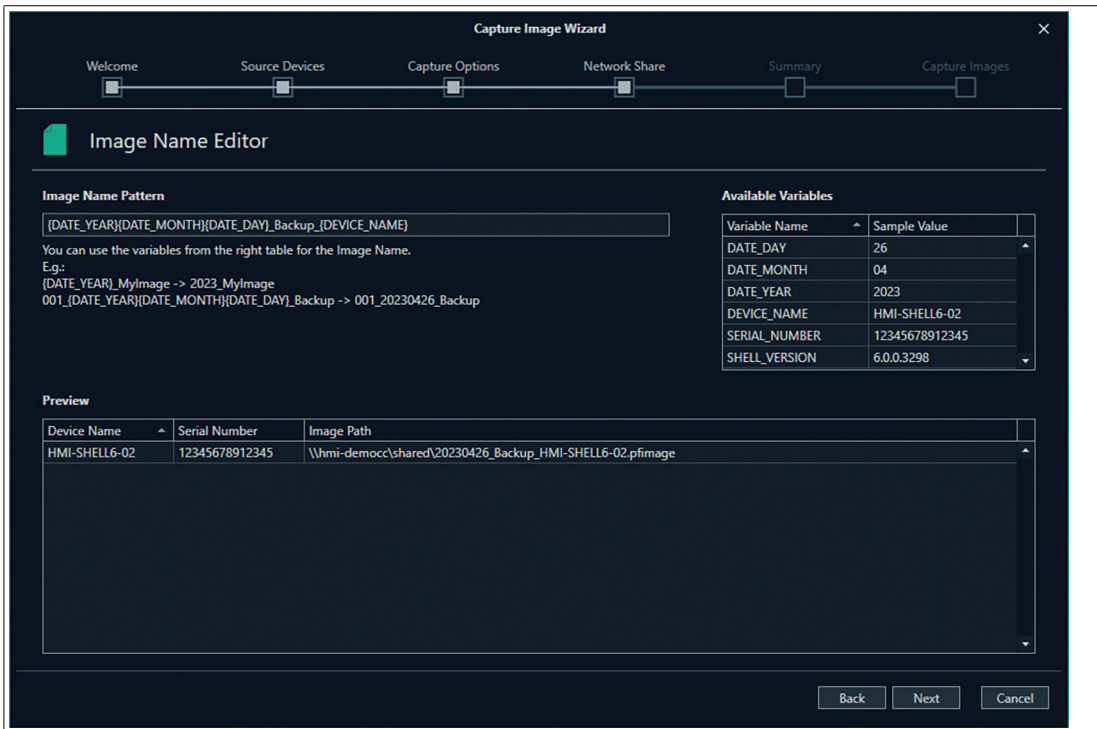 Capture Image Wizard
Welcome Source Devices Capture Options Network Share Summary Capture Images
Image Name Editor
Image Name Pattern
{DATE_YEAR}{DATE_MONTH}{DATE_DAY}_Backup_{DEVICE_NAME}
You can use the variables from the right table for the Image Name.
E.g.:
{DATE_YEAR}_MyImage -> 2023_MyImage
001_{DATE_YEAR}{DATE_MONTH}{DATE_DAY}_Backup -> 001_20230426_Backup
Available Variables
Variable Name Sample Value
DATE_DAY 26
DATE_MONTH 04
DATE_YEAR 2023
DEVICE_NAME HMI-SHELL6-02
SERIAL_NUMBER 12345678912345
SHELL_VERSION 6.0.0.3298
Preview
Device Name Serial Number Image Path
HMI-SHELL6-02 12345678912345 \\hmi-democc\shared\20230426_Backup_HMI-SHELL6-02.pfimage
Back Next Cancel